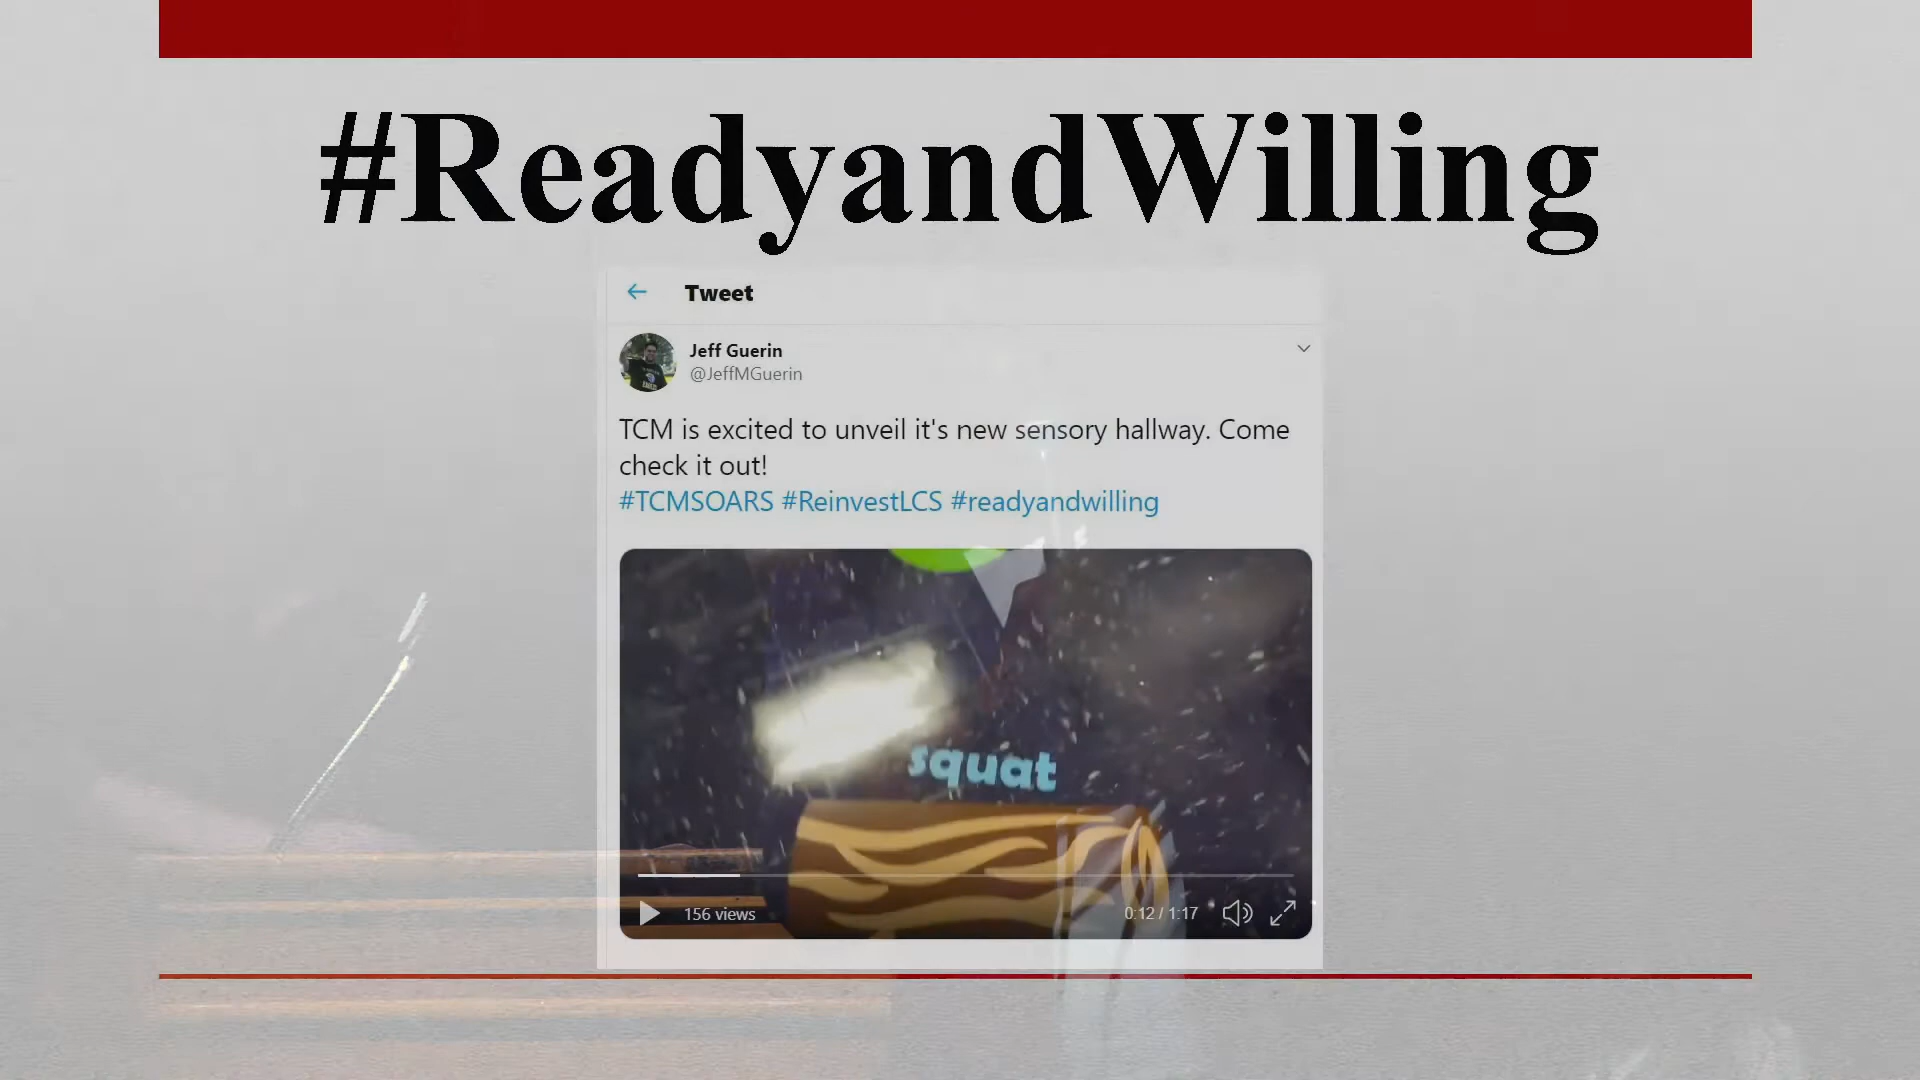 #ReadyandWilling
Tweet
Jeff Guerin
@JeffMGuerin
TCM is excited to unveil it's new sensory hallway. Come
check it out!
#TCMSOARS #ReinvestLCS #readyandwilling
squat
156 views
0:12 / 1:17